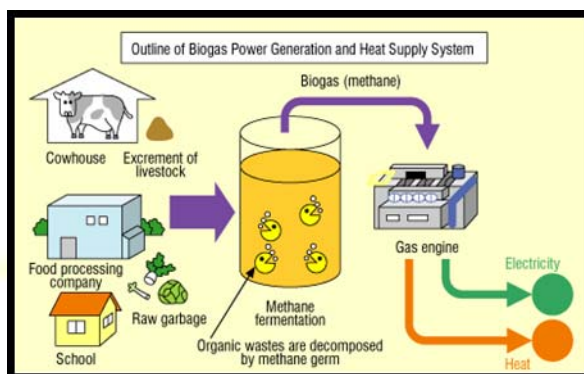 Outline of Biogas Power Generation and Heat Supply System
Biogas (methane)
Cowhouse
Excrement of
livestock
Food processing
company
Raw garbage
School
Methane
fermentation
Organic wastes are decomposed
by methane germ
Gas engine
Electricity
Heat